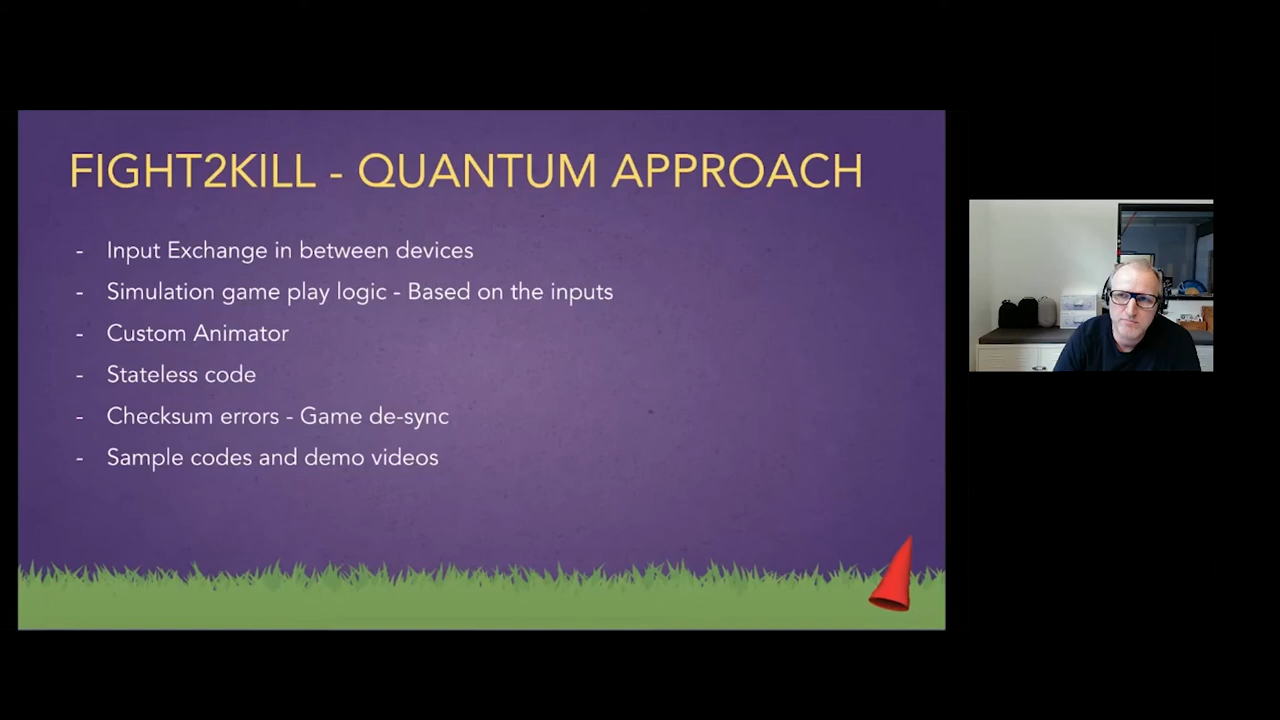 FIGHT2KILL - QUANTUM APPROACH
- Input Exchange in between devices
- Simulation game play logic - Based on the inputs
- Custom Animator
- Stateless code
- Checksum errors - Game de-sync
- Sample codes and demo videos